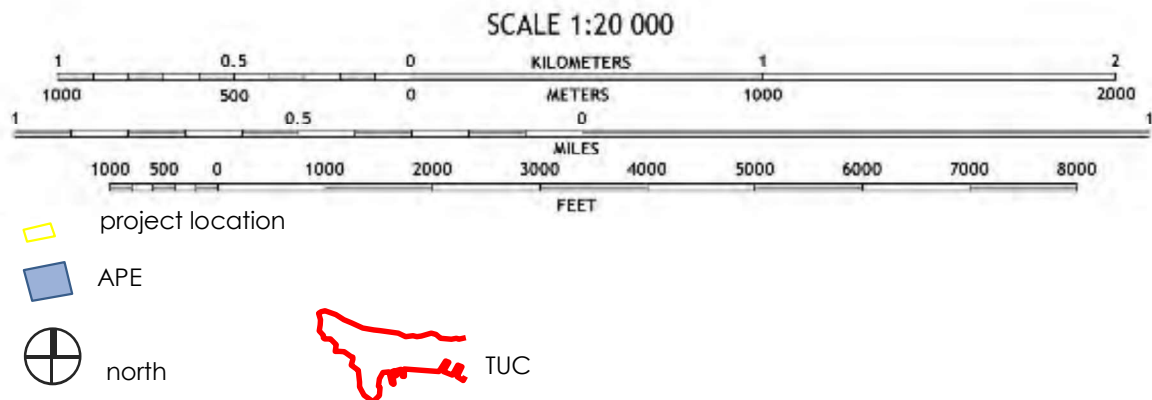 SCALE 1:20 000
1 0.5 0 KILOMETERS 1 2
1000 500 0 METERS 1000 2000
1 0.5 0 1
MILES
1000 500 0 1000 2000 3000 4000 5000 6000 7000 8000
FEET
project location
APE
north
TUC